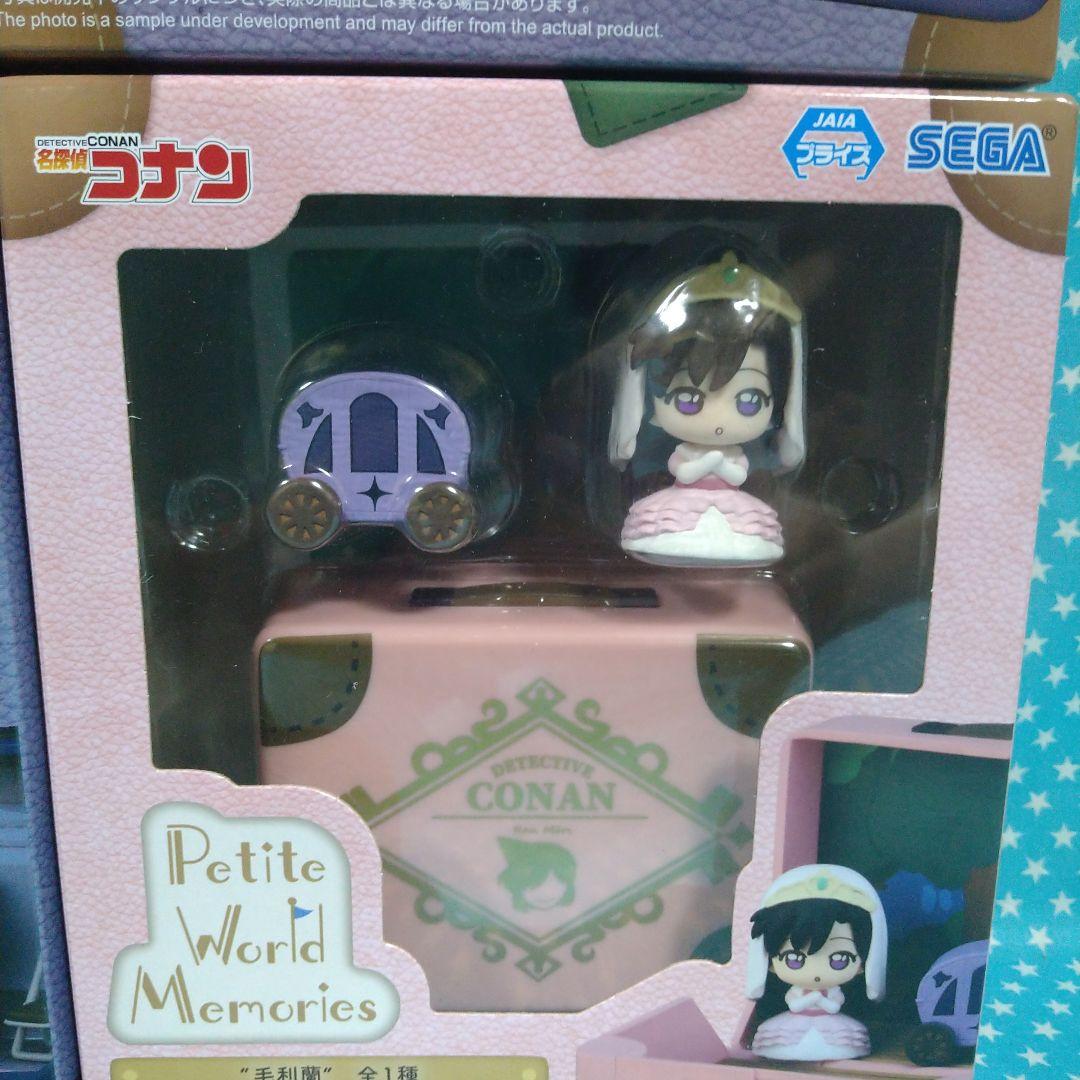 The photo is a sample under development and may differ from the actual product.
DETECTIVE CONAN
名探偵
コナン
JAIA
プライズ
SEGA®
DETECTIVE
CONAN
Ran Mōri
Petite
World
Memories
"毛利蘭" 全1種